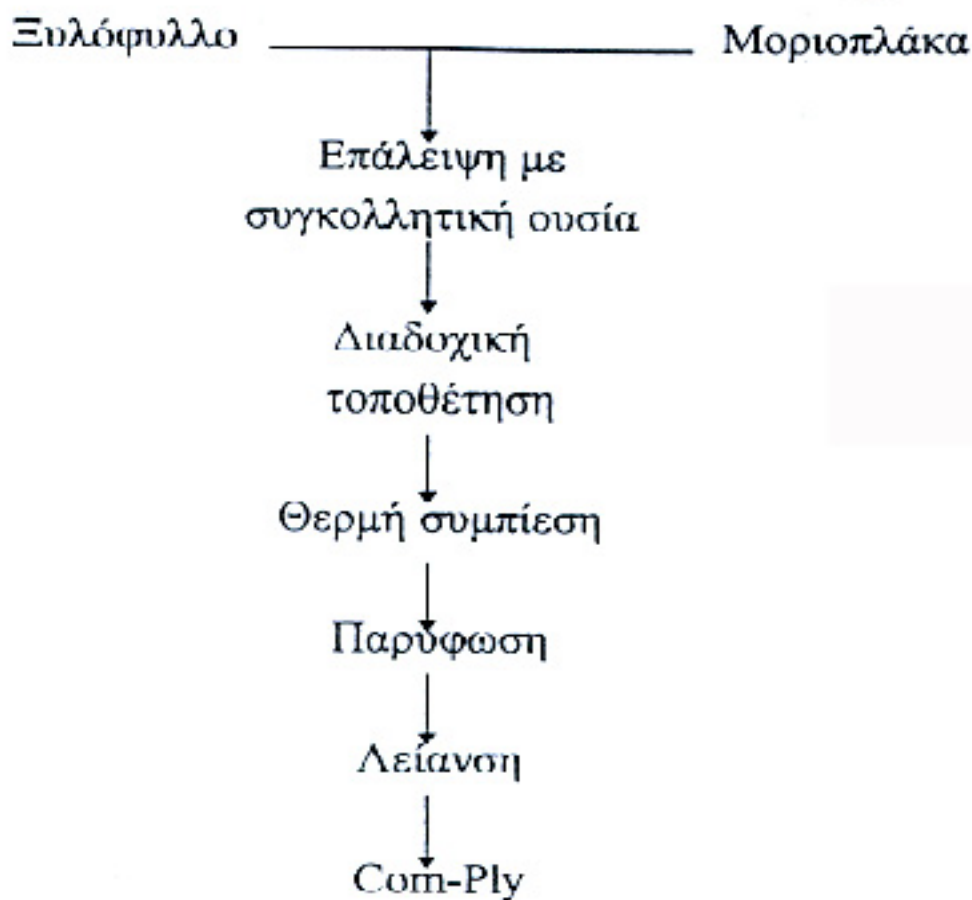 Ξυλόφυλλο Μοριοπλάκα
Επάλειψη με
συγκολλητική ουσία
Διαδοχική
τοποθέτηση
Θερμή συμπίεση
Παρύφωση
Λείανση
Com-Ply